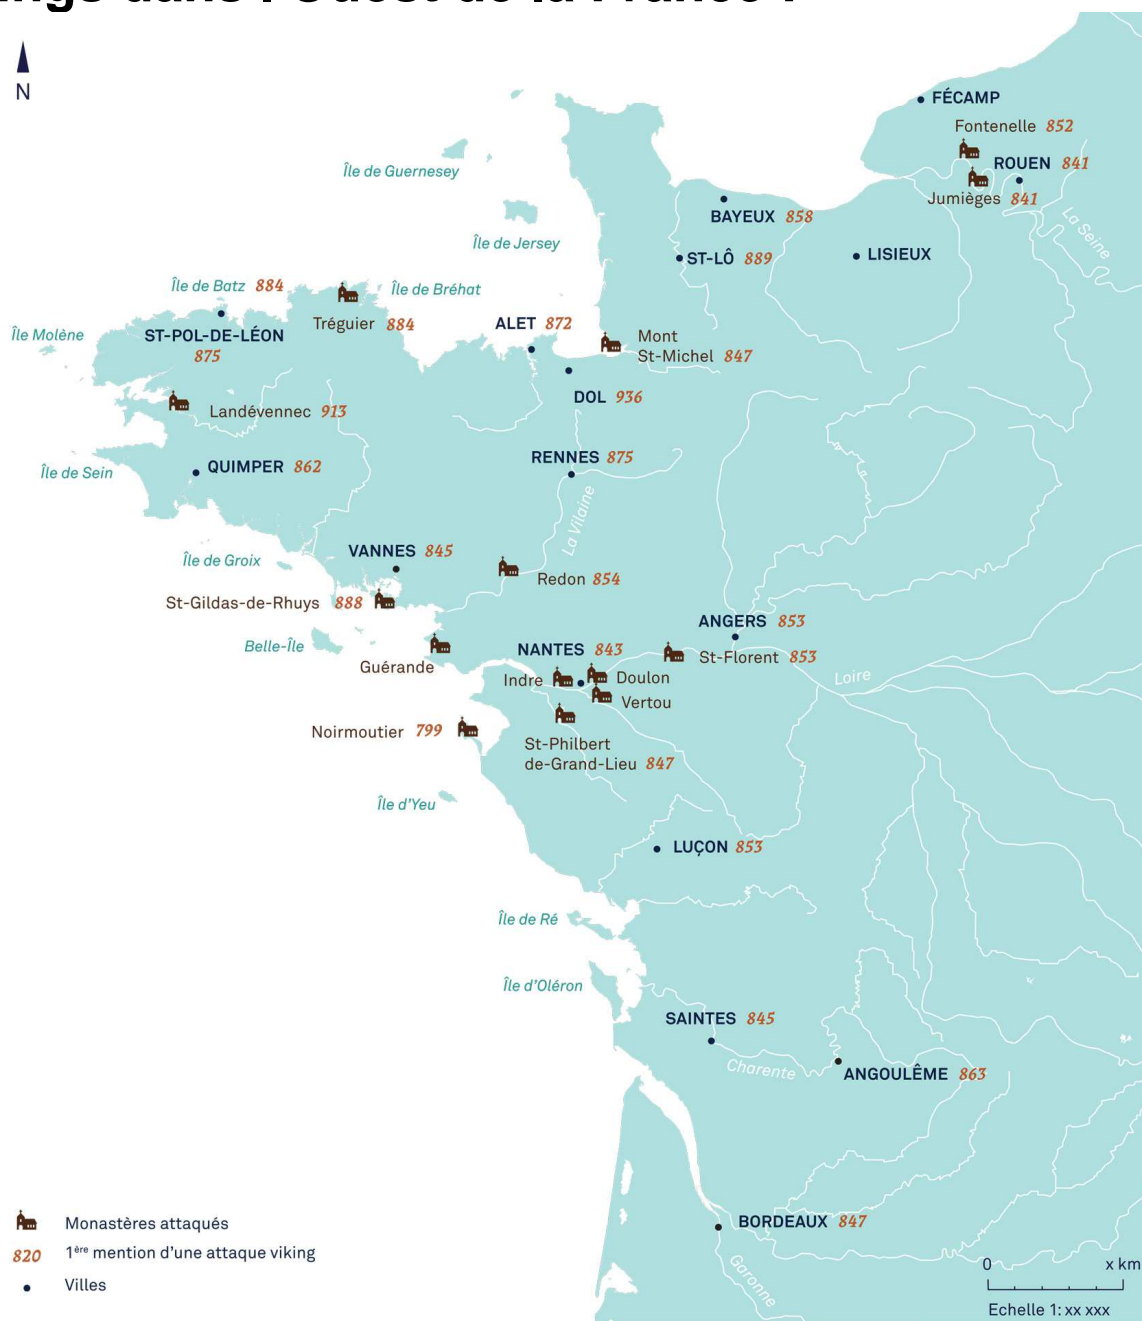 dans l'Ouest de la France
N
FÉCAMP
Fontenelle 852
ROUEN 841
Jumièges 841
La Seine
Île de Guernesey
BAYEUX 858
Île de Jersey
ST-LÔ 889
LISIEUX
Île de Batz 884
Île de Bréhat
Tréguier 884
ALET 872
Île Molène
ST-POL-DE-LÉON
875
Mont
St-Michel 847
DOL 936
Landévennec 913
RENNES 875
Île de Sein
QUIMPER 862
La Vilaine
VANNES 845
Île de Groix
Redon 854
St-Gildas-de-Rhuys 888
ANGERS 853
Belle-Île
NANTES 843
St-Florent 853
Guérande
Indre
Doulon
Loire
Vertou
Noirmoutier 799
St-Philbert
de-Grand-Lieu 847
Île d'Yeu
LUÇON 853
Île de Ré
Île d'Oléron
SAINTES 845
Charente
ANGOULÊME 863
BORDEAUX 847
Garonne
Monastères attaqués
820 1ère mention d'une attaque viking
Villes
0 x km
Echelle 1: xx xxx